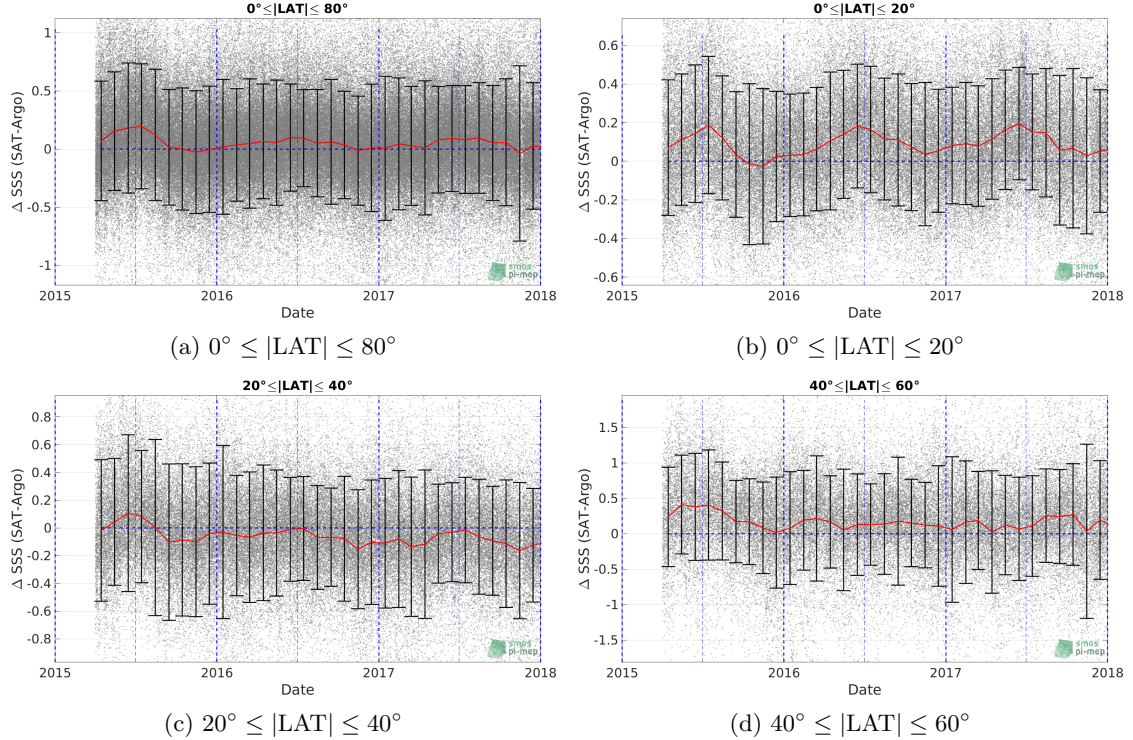 0°≤|LAT|≤ 80°
Δ SSS (SAT-Argo)
1
0.5
0
-0.5
-1
2015
2016
2017
2018
Date
smos
pi-mep
(a) 0° ≤ |LAT| ≤ 80°
0°≤|LAT|≤ 20°
Δ SSS (SAT-Argo)
0.6
0.4
0.2
0
-0.2
-0.4
-0.6
2015
2016
2017
2018
Date
smos
pi-mep
(b) 0° ≤ |LAT| ≤ 20°
20°≤|LAT|≤ 40°
Δ SSS (SAT-Argo)
0.8
0.6
0.4
0.2
0
-0.2
-0.4
-0.6
-0.8
2015
2016
2017
2018
Date
smos
pi-mep
(c) 20° ≤ |LAT| ≤ 40°
40°≤|LAT|≤ 60°
Δ SSS (SAT-Argo)
1.5
1
0.5
0
-0.5
-1
-1.5
2015
2016
2017
2018
Date
smos
pi-mep
(d) 40° ≤ |LAT| ≤ 60°